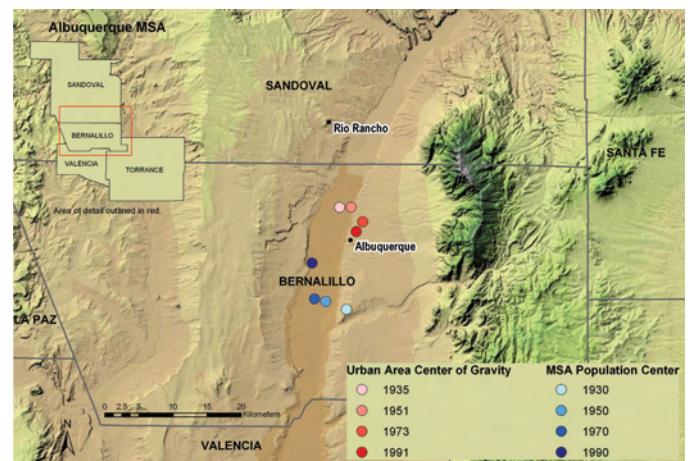 Albuquerque MSA
SANDOVAL
BERNALILLO
VALENCIA
TORRANCE
Area of detail outlined in red.
SANDOVAL
Rio Rancho
SANTA FE
Albuquerque
BERNALILLO
LA PAZ
VALENCIA
N
0 2.5 5 10 15 20
Kilometers
Urban Area Center of Gravity
1935
1951
1973
1991
MSA Population Center
1930
1950
1970
1990